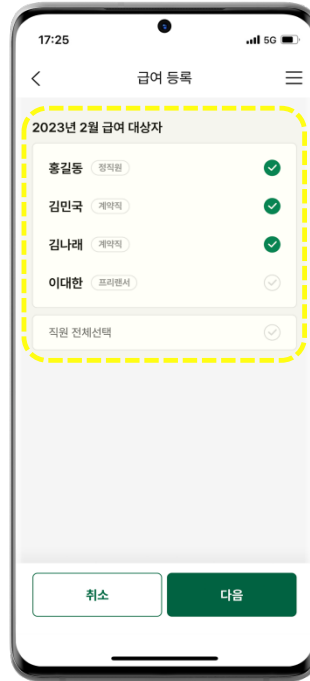 17:25 5G
급여 등록
2023년 2월 급여 대상자
홍길동 정직원
김민국 계약직
김나래 계약직
이대한 프리랜서
직원 전체선택
취소 다음